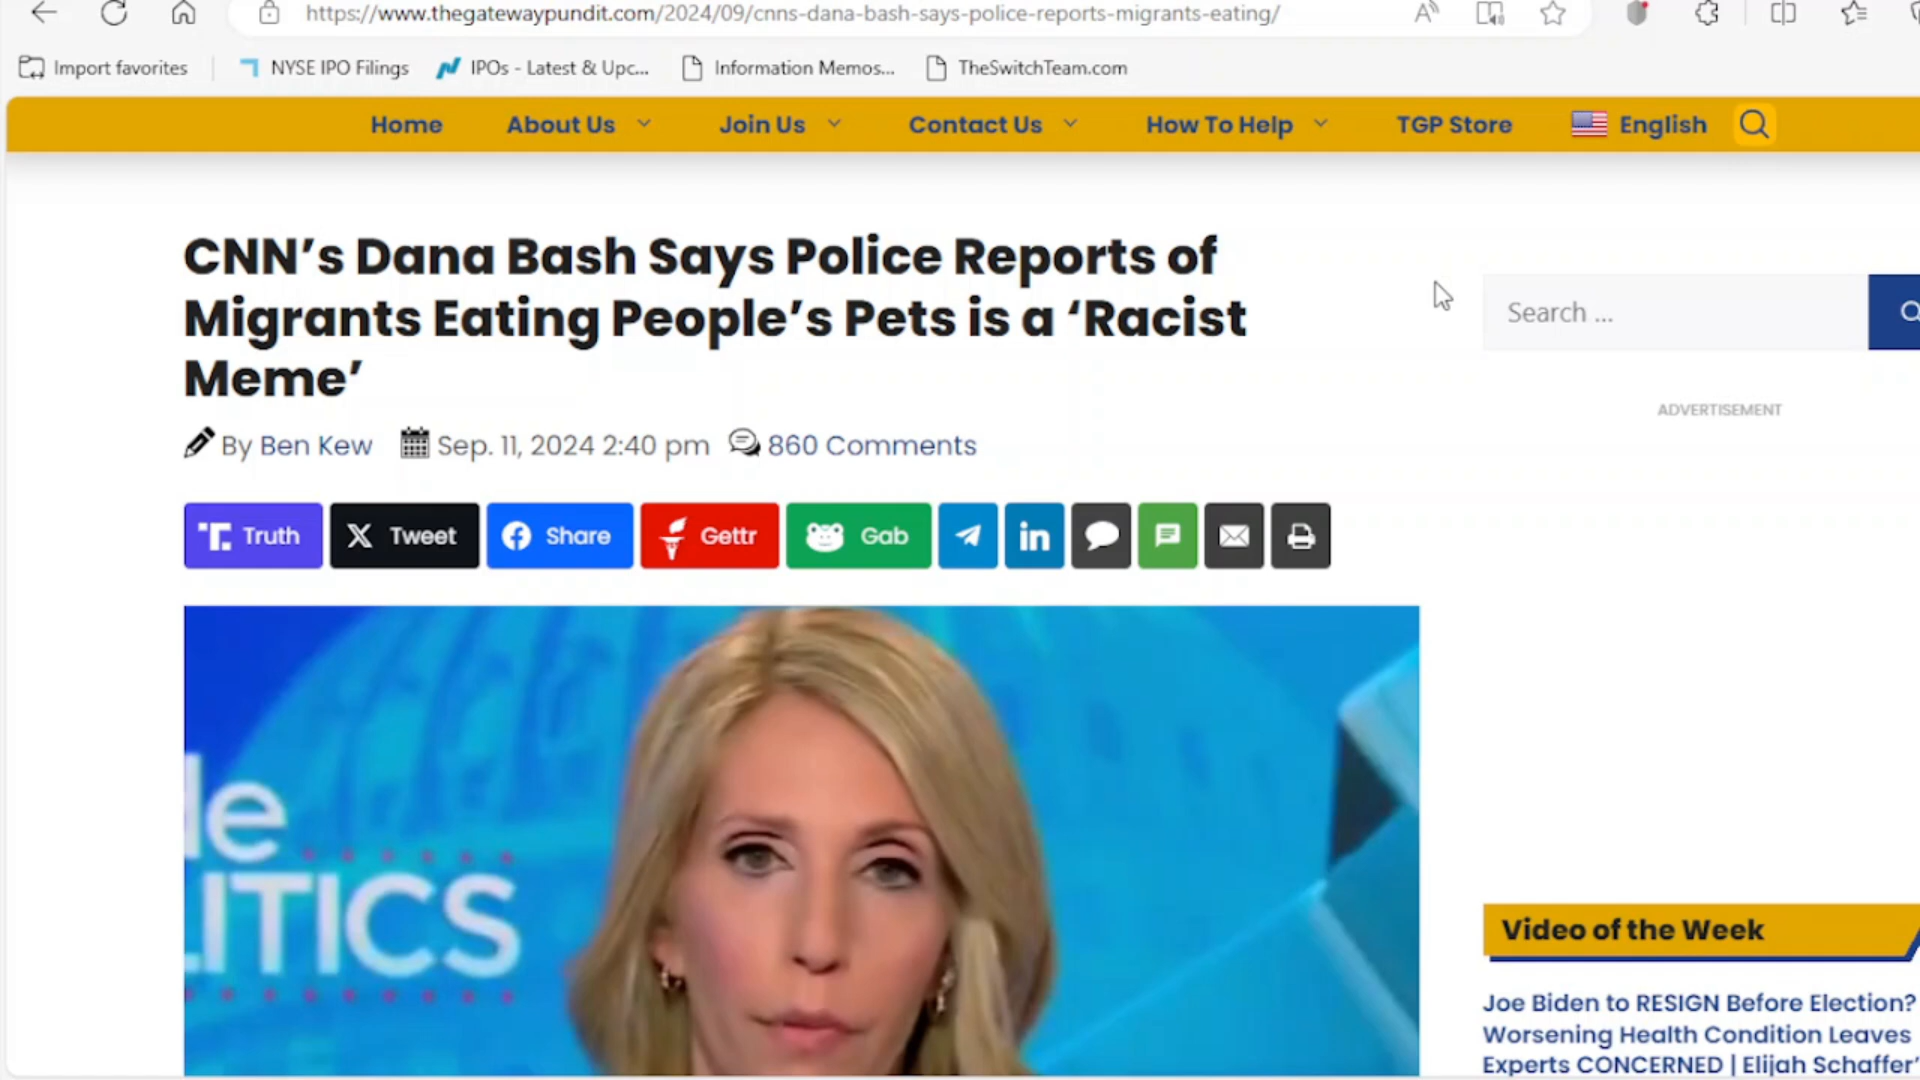 https://www.thegatewaypundit.com/2024/09/cnns-dana-bash-says-police-reports-migrants-eating/
Import favorites
NYSE IPO Filings
IPOs - Latest & Upc...
Information Memos...
TheSwitchTeam.com
Home
About Us
Join Us
Contact Us
How To Help
TGP Store
English
CNN’s Dana Bash Says Police Reports of
Migrants Eating People’s Pets is a ‘Racist
Meme’
Search ...
ADVERTISEMENT
By Ben Kew
Sep. 11, 2024 2:40 pm
860 Comments
Truth
Tweet
Share
Gettr
Gab
in
de
LITICS
Video of the Week
Joe Biden to RESIGN Before Election?
Worsening Health Condition Leaves
Experts CONCERNED | Elijah Schaffer’